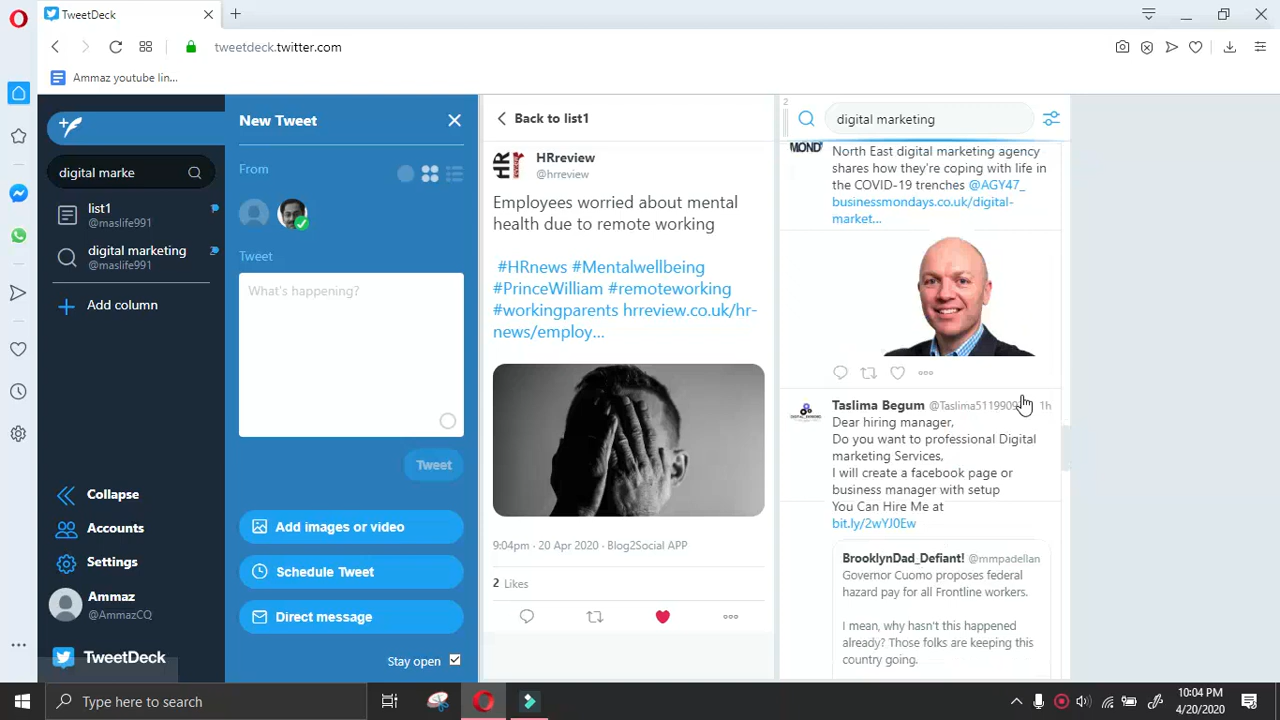 TweetDeck
tweetdeck.twitter.com
Ammaz youtube lin...
digital marke
list1
@maslife991
digital marketing
@maslife991
Add column
Collapse
Accounts
Settings
Ammaz
@AmmazCQ
TweetDeck
New Tweet
From
Tweet
What's happening?
Tweet
Add images or video
Schedule Tweet
Direct message
Stay open
Back to list1
HR
HRreview
@hrreview
Employees worried about mental
health due to remote working
#HRnews #Mentalwellbeing
#PrinceWilliam #remoteworking
#workingparents hrreview.co.uk/hr-
news/employ...
9:04pm · 20 Apr 2020 · Blog2Social APP
2 Likes
2
digital marketing
MOND
North East digital marketing agency
shares how they're coping with life in
the COVID-19 trenches @AGY47_
businessmondays.co.uk/digital-
market...
Taslima Begum @Taslima5119909 1h
Dear hiring manager,
Do you want to professional Digital
marketing Services,
I will create a facebook page or
business manager with setup
You Can Hire Me at
bit.ly/2wYJ0Ew
BrooklynDad_Defiant! @mmpadellan
Governor Cuomo proposes federal
hazard pay for all Frontline workers.
I mean, why hasn't this happened
already? Those folks are keeping this
country going.
Type here to search
10:04 PM
4/20/2020